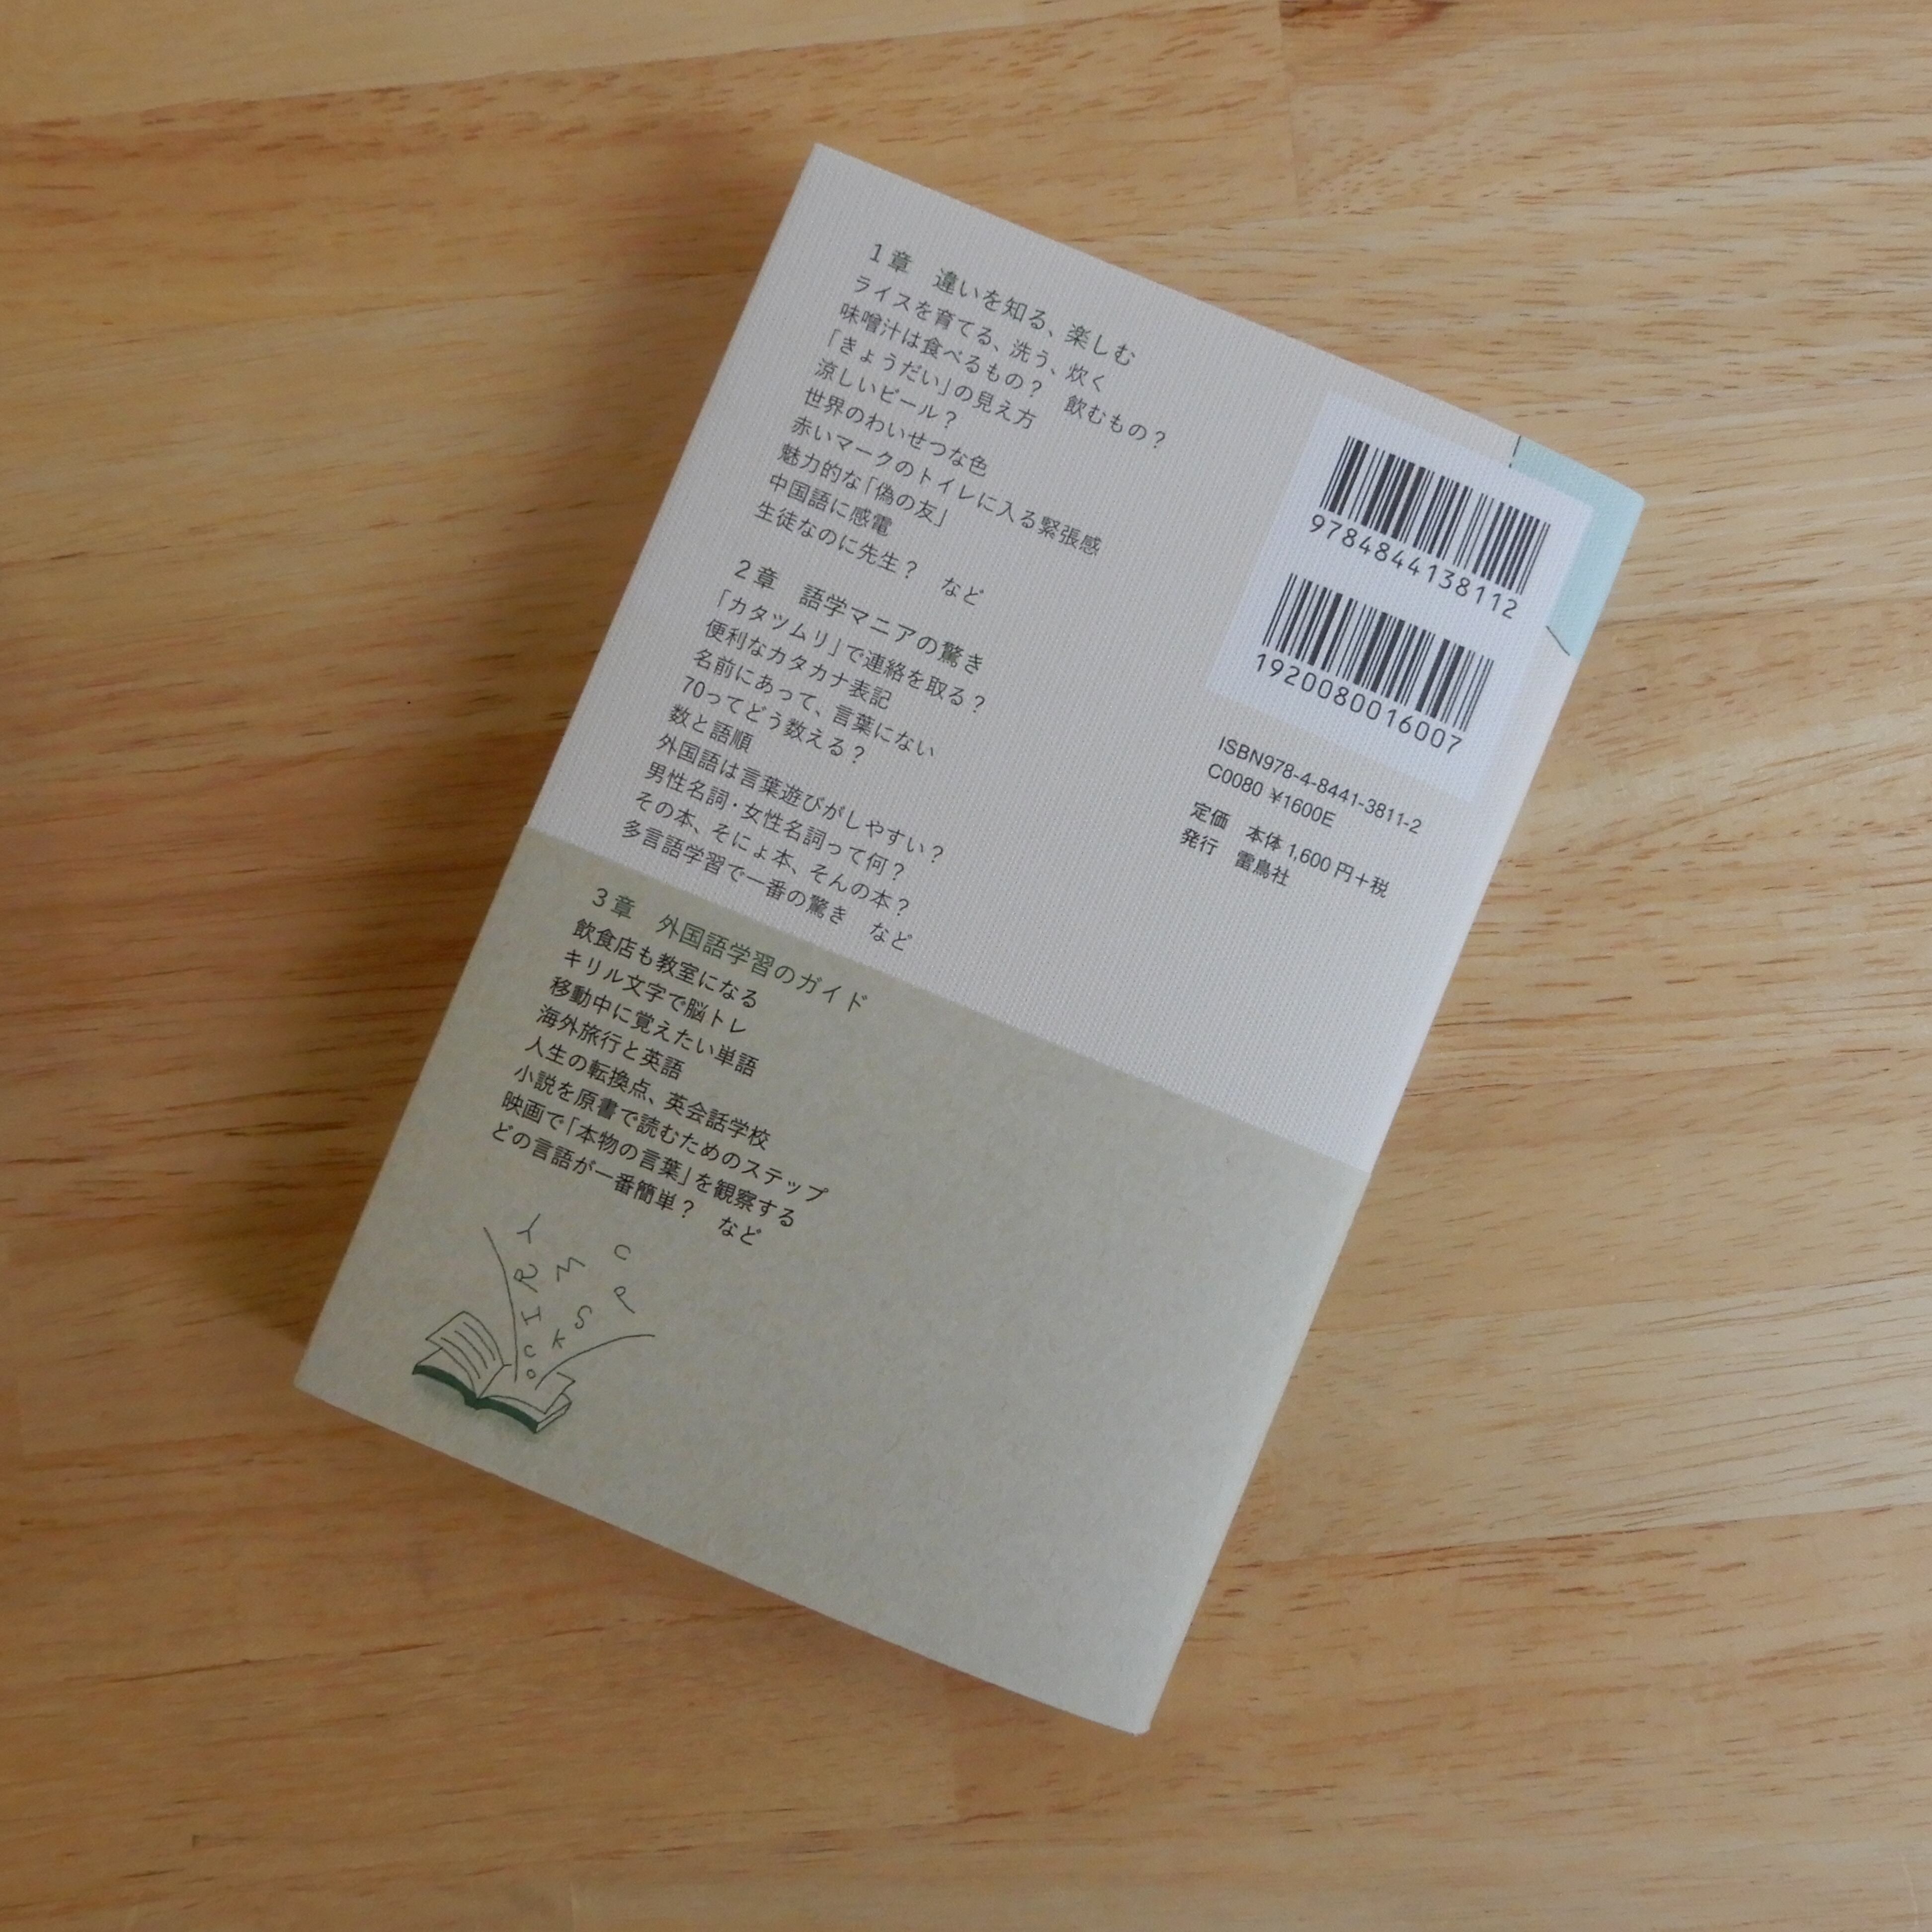 1章　違いを知る、楽しむ
ライスを育てる、洗う、炊く
味噌汁は食べるもの？　飲むもの？
「きょうだい」の見え方
涼しいビール？
世界のわいせつな色
赤いマークのトイレに入る緊張感
魅力的な「偽の友」
中国語に感電
生徒なのに先生？　など
2章　語学マニアの驚き
「カタツムリ」で連絡を取る？
便利なカタカナ表記
名前にあって、言葉にない
70ってどう数える？
数と語順
外国語は言葉遊びがしやすい？
男性名詞・女性名詞って何？
その本、そにょ本、そんの本？
多言語学習で一番の驚き　など
3章　外国語学習のガイド
飲食店も教室になる
キリル文字で脳トレ
移動中に覚えたい単語
海外旅行と英語
人生の転換点、英会話学校
小説を原書で読むためのステップ
映画で「本物の言葉」を観察する
どの言語が一番簡単？　など
9784844138112
1920080016007
ISBN978-4-8441-3811-2
C0080 ¥1600E
定価　本体 1,600 円＋税
発行　雷鳥社
Y C
R M P
I S
C K
O